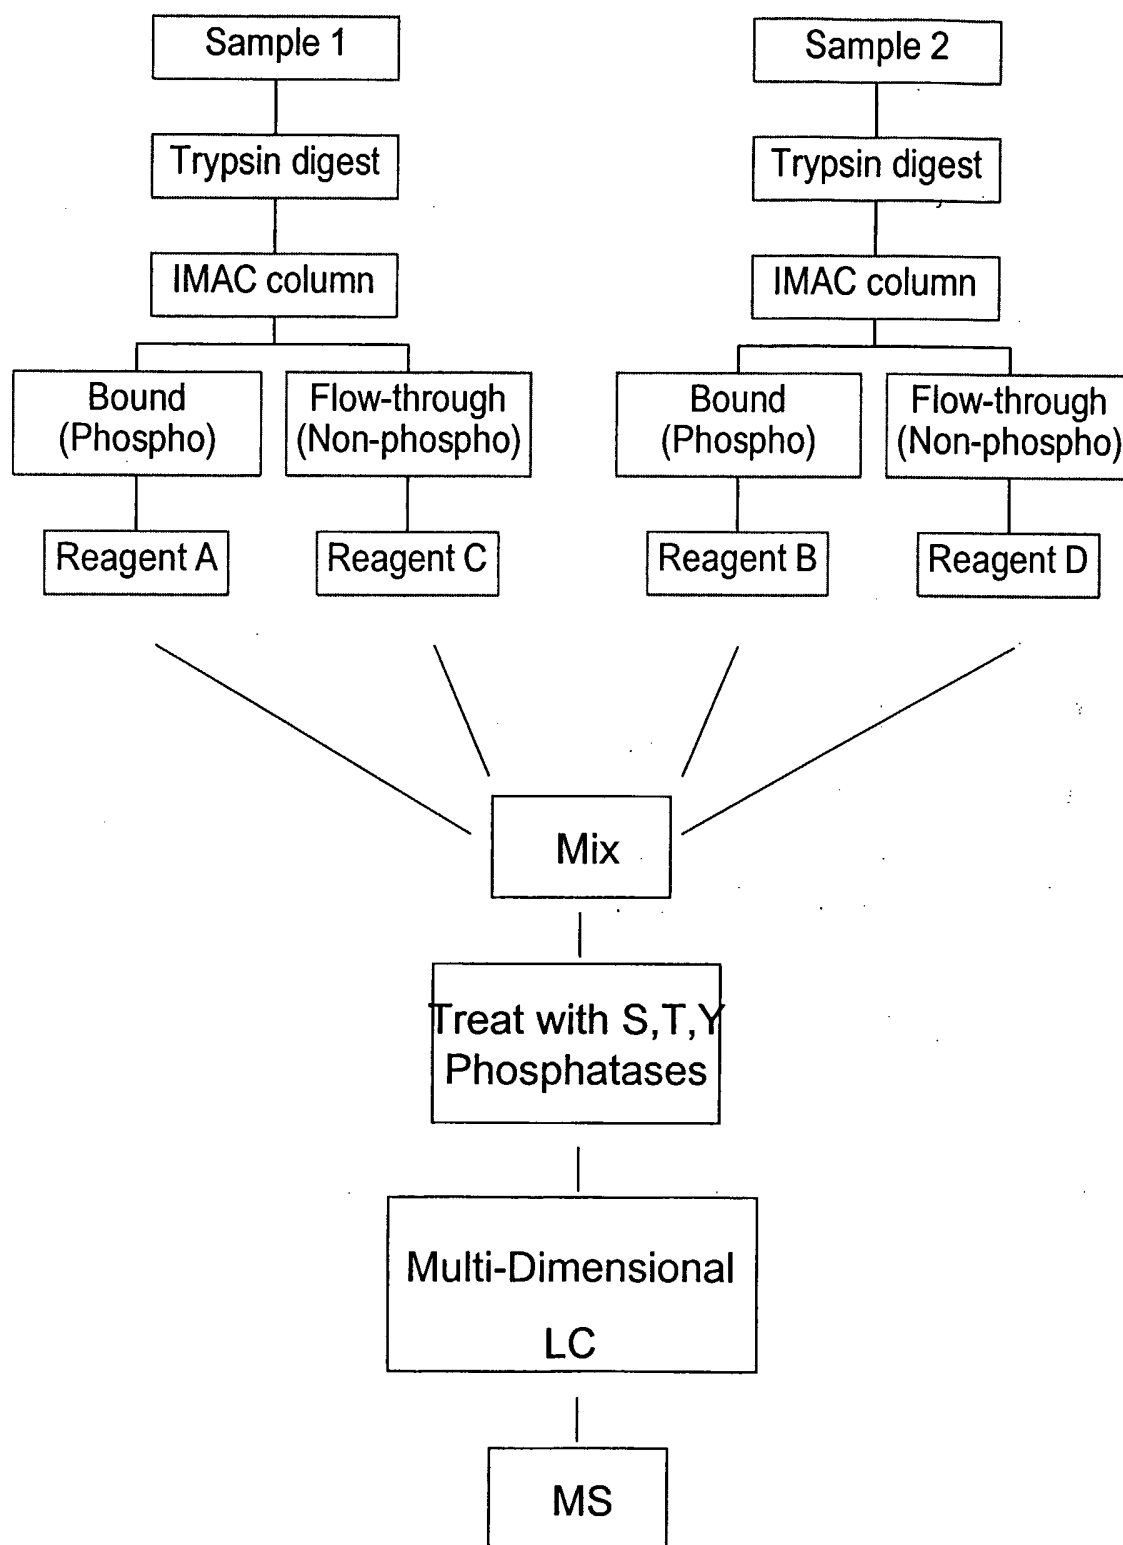 Sample 1
Sample 2
Trypsin digest
Trypsin digest
IMAC column
IMAC column
Bound
(Phospho)
Flow-through
(Non-phospho)
Bound
(Phospho)
Flow-through
(Non-phospho)
Reagent A
Reagent C
Reagent B
Reagent D
Mix
Treat with S,T,Y
Phosphatases
Multi-Dimensional
LC
MS